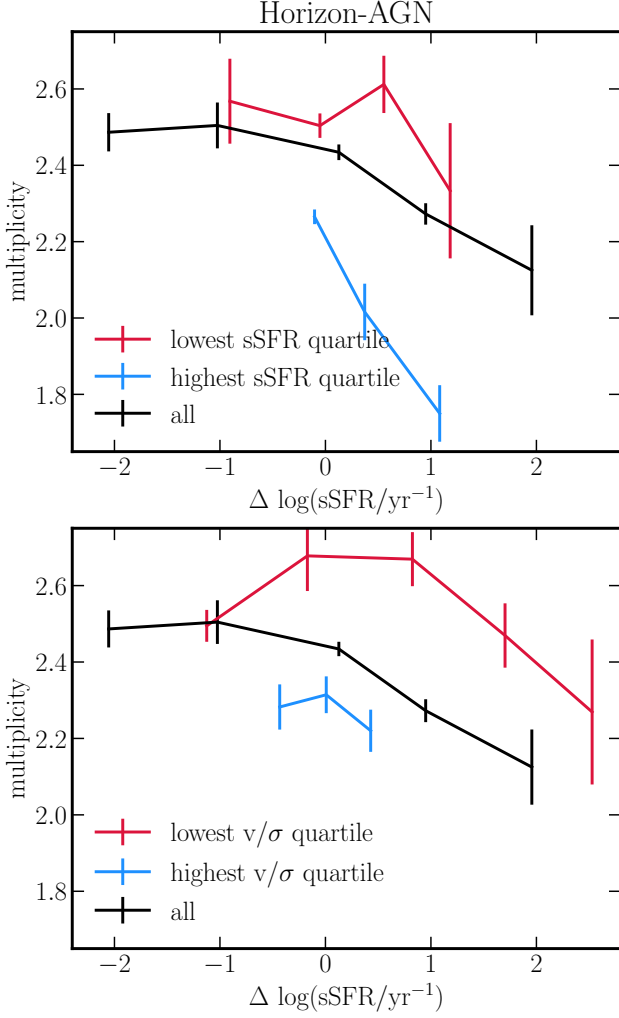 Horizon-AGN
2.6
2.4
2.2
2.0
1.8
multiplicity
lowest sSFR quartile
highest sSFR quartile
all
−2 −1 0 1 2
Δ log(sSFR/yr⁻¹)
2.6
2.4
2.2
2.0
1.8
multiplicity
lowest v/σ quartile
highest v/σ quartile
all
−2 −1 0 1 2
Δ log(sSFR/yr⁻¹)